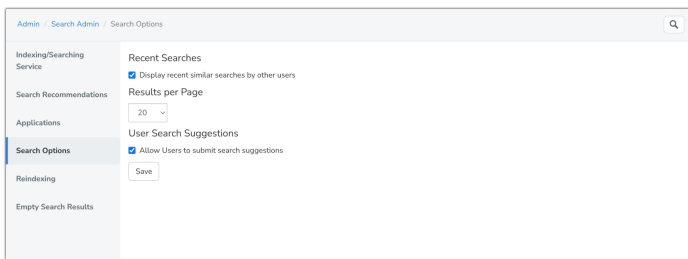 Admin / Search Admin / Search Options
Indexing/Searching
Service
Search Recommendations
Applications
Search Options
Reindexing
Empty Search Results
Recent Searches
Display recent similar searches by other users
Results per Page
20
User Search Suggestions
Allow Users to submit search suggestions
Save